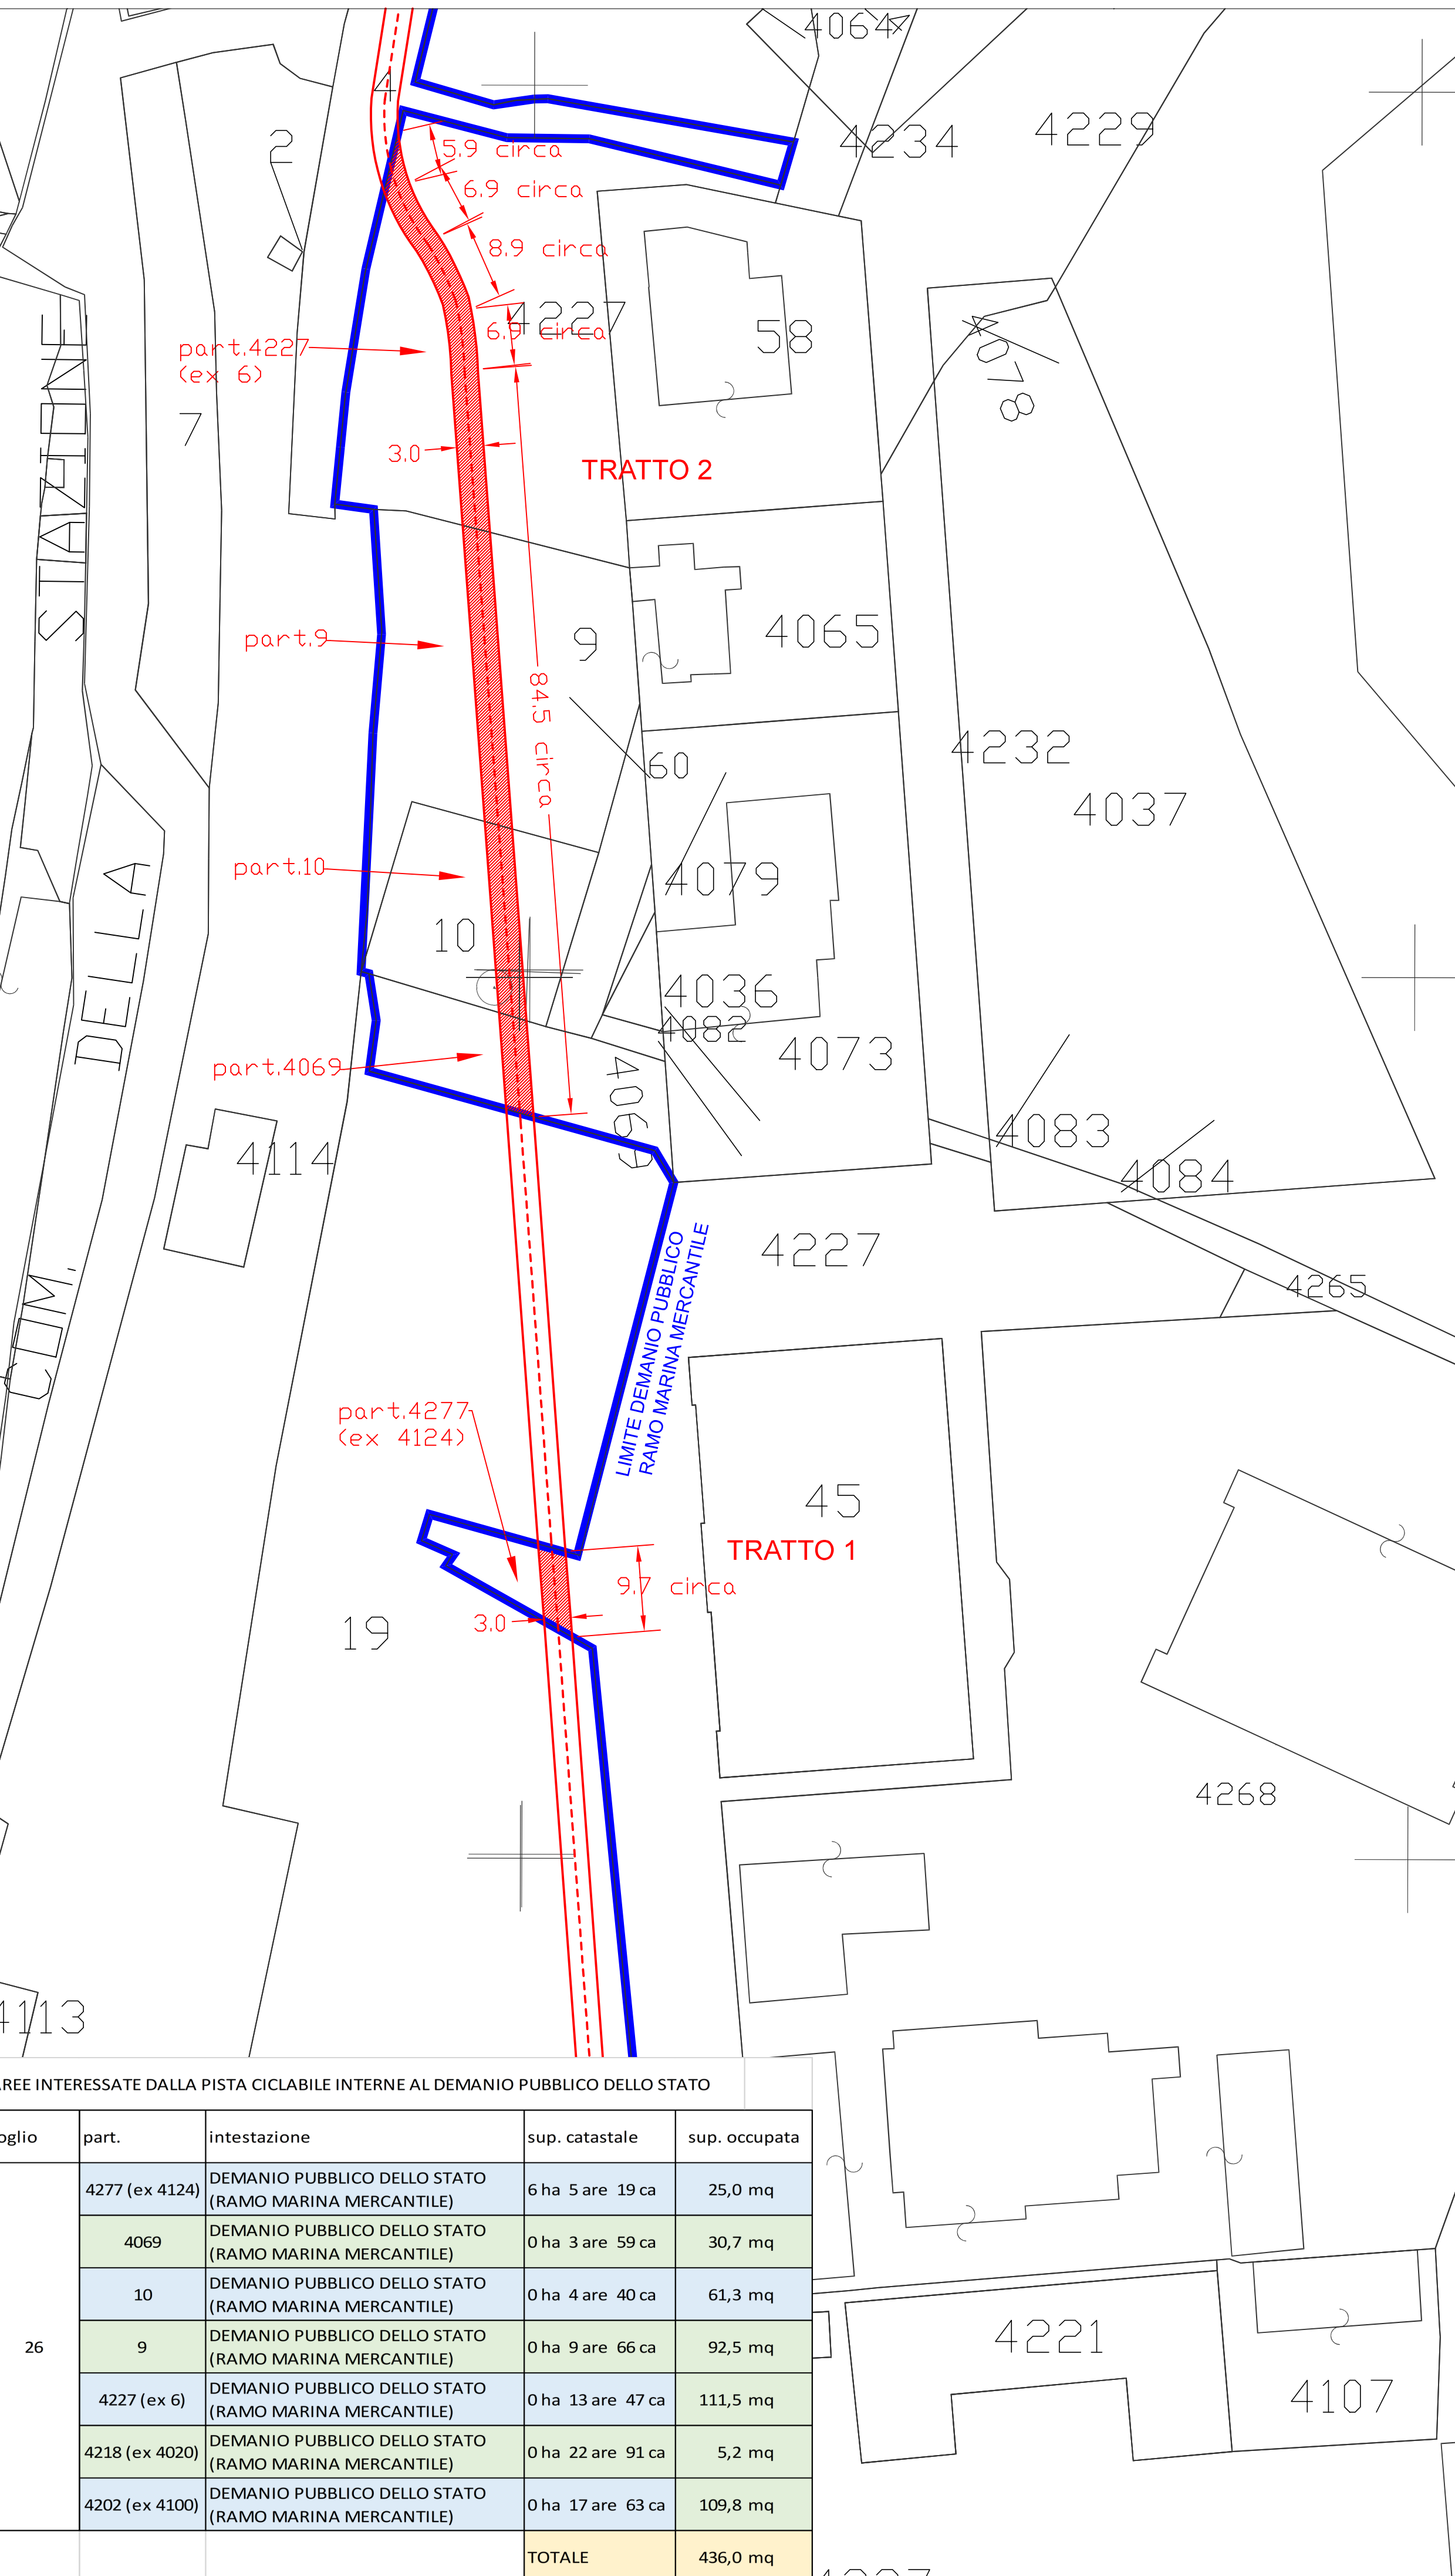 4064
4
4234
4229
2
5.9 circa
6.9 circa
8.9 circa
4227
6.9 circa
58
4078
part.4227
(ex 6)
7
STAZIONE
3.0
TRATTO 2
part.9
9
4065
84.5 circa
60
4232
4037
part.10
4079
10
DELLA
4036
4082
4073
part.4069
4069
4083
4114
4084
4227
LIMITE DEMANIO PUBBLICO
RAMO MARINA MERCANTILE
4265
COM.
part.4277
(ex 4124)
45
TRATTO 1
9.7 circa
3.0
19
4268
4113
AREE INTERESSATE DALLA PISTA CICLABILE INTERNE AL DEMANIO PUBBLICO DELLO STATO
oglio part. intestazione sup. catastale sup. occupata
26
4277 (ex 4124) DEMANIO PUBBLICO DELLO STATO
(RAMO MARINA MERCANTILE) 6 ha 5 are 19 ca 25,0 mq
4069 DEMANIO PUBBLICO DELLO STATO
(RAMO MARINA MERCANTILE) 0 ha 3 are 59 ca 30,7 mq
10 DEMANIO PUBBLICO DELLO STATO
(RAMO MARINA MERCANTILE) 0 ha 4 are 40 ca 61,3 mq
9 DEMANIO PUBBLICO DELLO STATO
(RAMO MARINA MERCANTILE) 0 ha 9 are 66 ca 92,5 mq
4227 (ex 6) DEMANIO PUBBLICO DELLO STATO
(RAMO MARINA MERCANTILE) 0 ha 13 are 47 ca 111,5 mq
4218 (ex 4020) DEMANIO PUBBLICO DELLO STATO
(RAMO MARINA MERCANTILE) 0 ha 22 are 91 ca 5,2 mq
4202 (ex 4100) DEMANIO PUBBLICO DELLO STATO
(RAMO MARINA MERCANTILE) 0 ha 17 are 63 ca 109,8 mq
TOTALE 436,0 mq
4221
4107